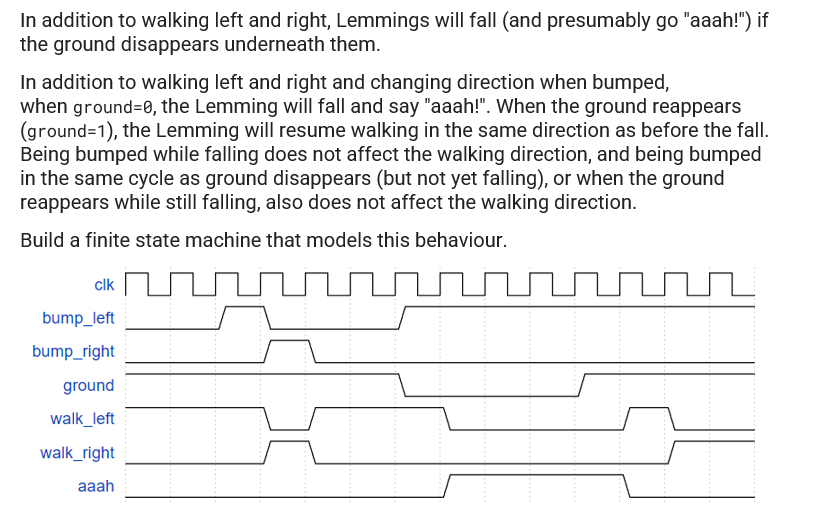 In addition to walking left and right, Lemmings will fall (and presumably go "aaah!") if
the ground disappears underneath them.
In addition to walking left and right and changing direction when bumped,
when ground=0, the Lemming will fall and say "aaah!". When the ground reappears
(ground=1), the Lemming will resume walking in the same direction as before the fall.
Being bumped while falling does not affect the walking direction, and being bumped
in the same cycle as ground disappears (but not yet falling), or when the ground
reappears while still falling, also does not affect the walking direction.
Build a finite state machine that models this behaviour.
clk
bump_left
bump_right
ground
walk_left
walk_right
aaah